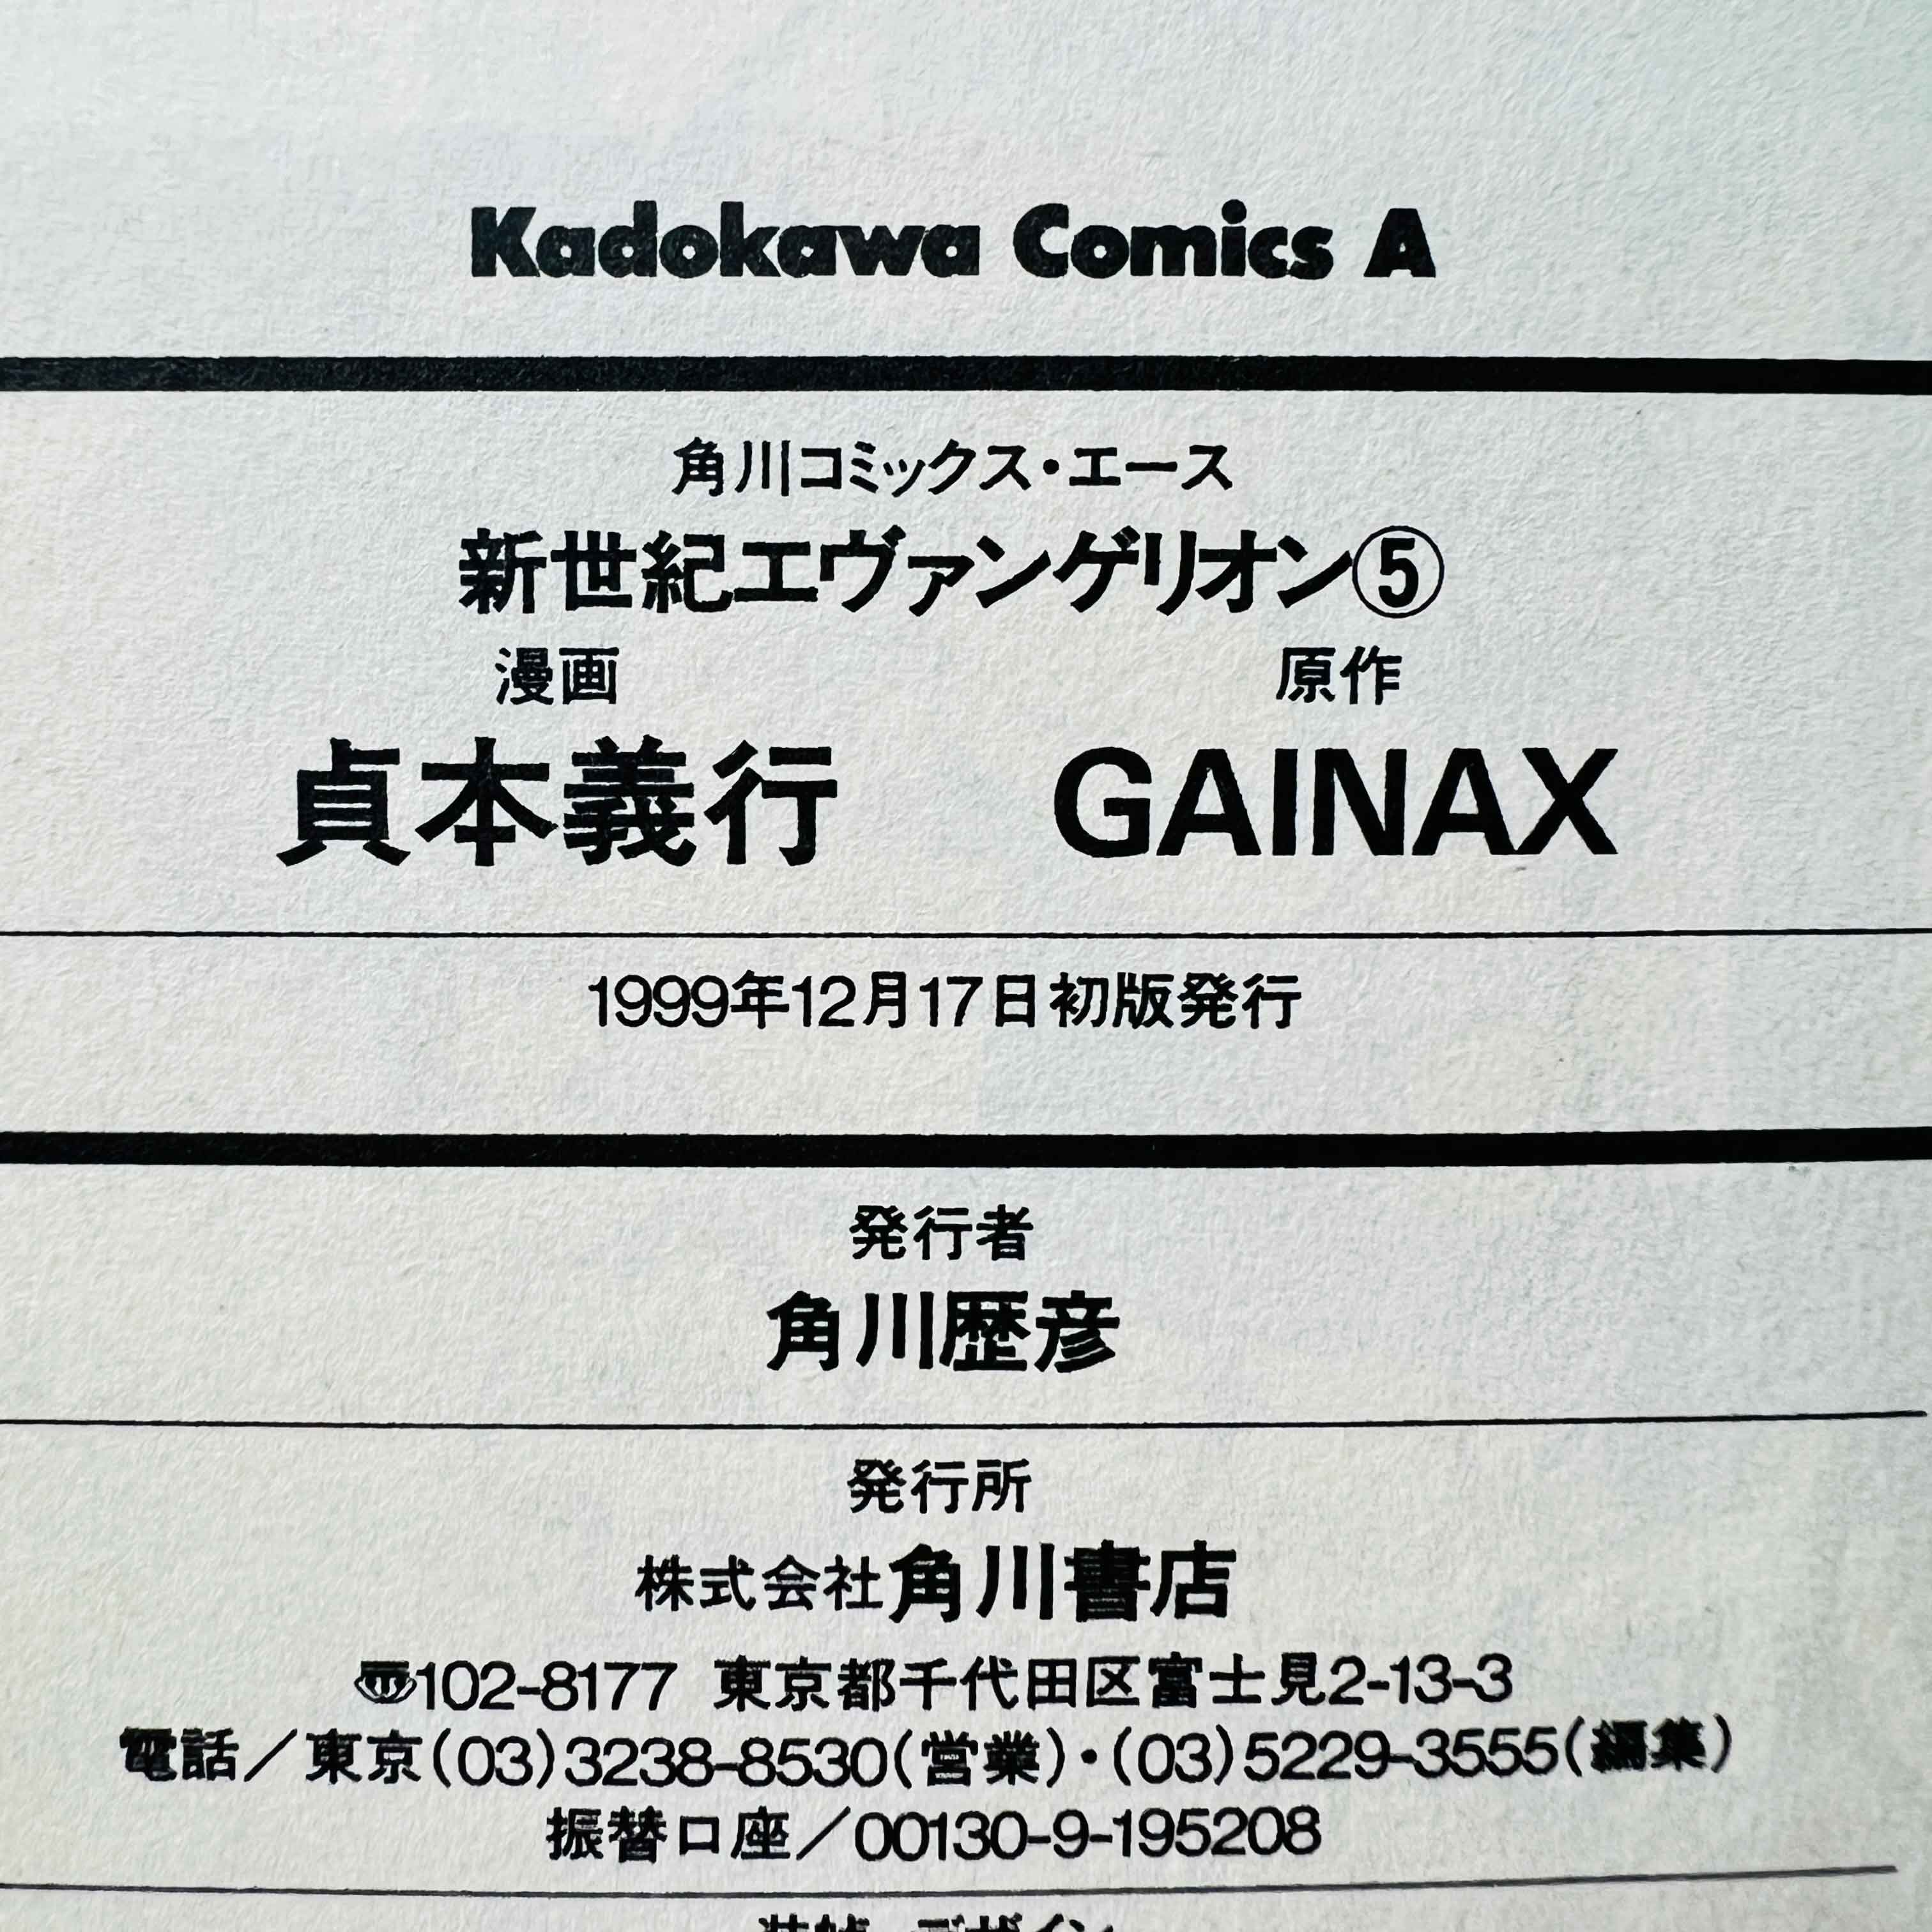 Kadokawa Comics A
角川コミックス・エース
新世紀エヴァンゲリオン⑤
漫画 原作
貞本義行 GAINAX
1999年12月17日初版発行
発行者
角川歴彦
発行所
株式会社角川書店
〠102-8177 東京都千代田区富士見2-13-3
電話／東京(03)3238-8530(営業)・(03)5229-3555(編集)
振替口座／00130-9-195208
デザイン